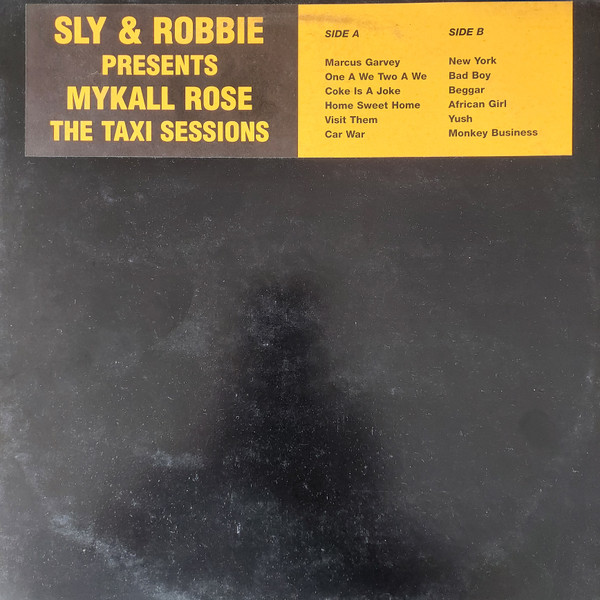 SLY & ROBBIE
PRESENTS
MYKALL ROSE
THE TAXI SESSIONS
SIDE A
Marcus Garvey
One A We Two A We
Coke Is A Joke
Home Sweet Home
Visit Them
Car War
SIDE B
New York
Bad Boy
Beggar
African Girl
Yush
Monkey Business